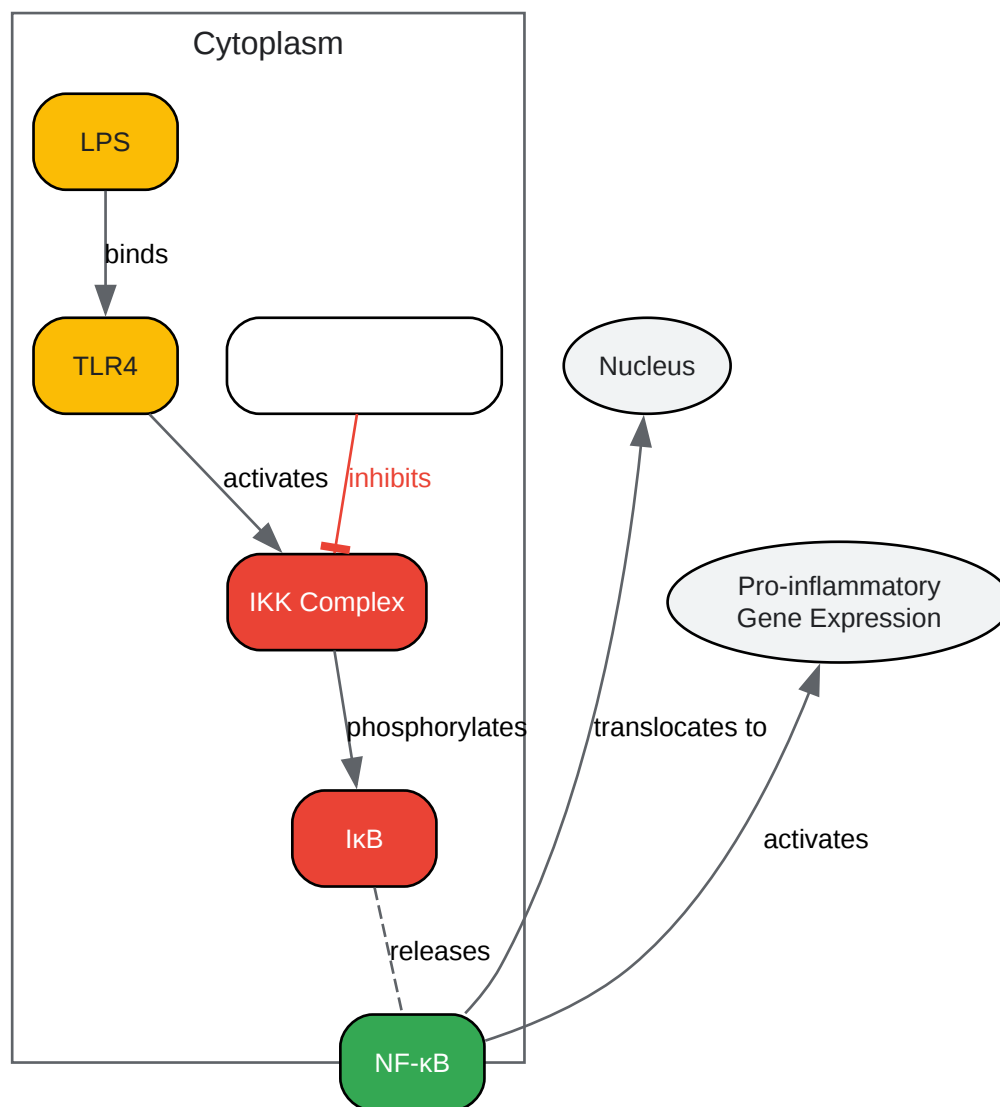 Cytoplasm
LPS
binds
TLR4
Nucleus
activates
inhibits
IKK Complex
Pro-inflammatory
Gene Expression
phosphorylates
translocates to
IκB
activates
releases
NF-κB